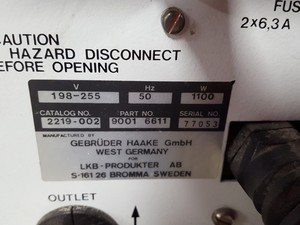 FUS
2x6,3A
CAUTION
HAZARD DISCONNECT
BEFORE OPENING
V Hz W
198-255 50 1100
CATALOG NO. PART NO. SERIAL NO.
2219-002 9001 6611 77053
MANUFACTURED BY
GEBRÜDER HAAKE GmbH
WEST GERMANY
FOR
LKB-PRODUKTER AB
S-161 26 BROMMA SWEDEN
OUTLET